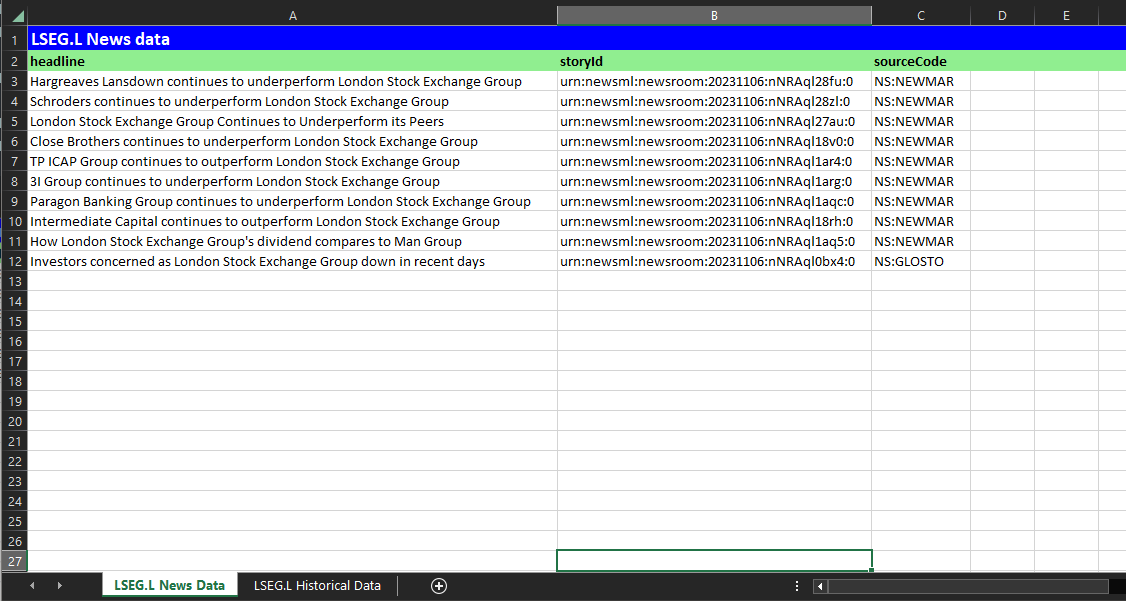 A B C D E
1 LSEG.L News data
2 headline storyId sourceCode
3 Hargreaves Lansdown continues to underperform London Stock Exchange Group urn:newsml:newsroom:20231106:nNRAql28fu:0 NS:NEWMAR
4 Schroders continues to underperform London Stock Exchange Group urn:newsml:newsroom:20231106:nNRAql28zl:0 NS:NEWMAR
5 London Stock Exchange Group Continues to Underperform its Peers urn:newsml:newsroom:20231106:nNRAql27au:0 NS:NEWMAR
6 Close Brothers continues to underperform London Stock Exchange Group urn:newsml:newsroom:20231106:nNRAql18v0:0 NS:NEWMAR
7 TP ICAP Group continues to outperform London Stock Exchange Group urn:newsml:newsroom:20231106:nNRAql1ar4:0 NS:NEWMAR
8 3I Group continues to underperform London Stock Exchange Group urn:newsml:newsroom:20231106:nNRAql1arg:0 NS:NEWMAR
9 Paragon Banking Group continues to underperform London Stock Exchange Group urn:newsml:newsroom:20231106:nNRAql1aqc:0 NS:NEWMAR
10 Intermediate Capital continues to outperform London Stock Exchange Group urn:newsml:newsroom:20231106:nNRAql18rh:0 NS:NEWMAR
11 How London Stock Exchange Group's dividend compares to Man Group urn:newsml:newsroom:20231106:nNRAql1aq5:0 NS:NEWMAR
12 Investors concerned as London Stock Exchange Group down in recent days urn:newsml:newsroom:20231106:nNRAql0bx4:0 NS:GLOSTO
13
14
15
16
17
18
19
20
21
22
23
24
25
26
27
LSEG.L News Data LSEG.L Historical Data